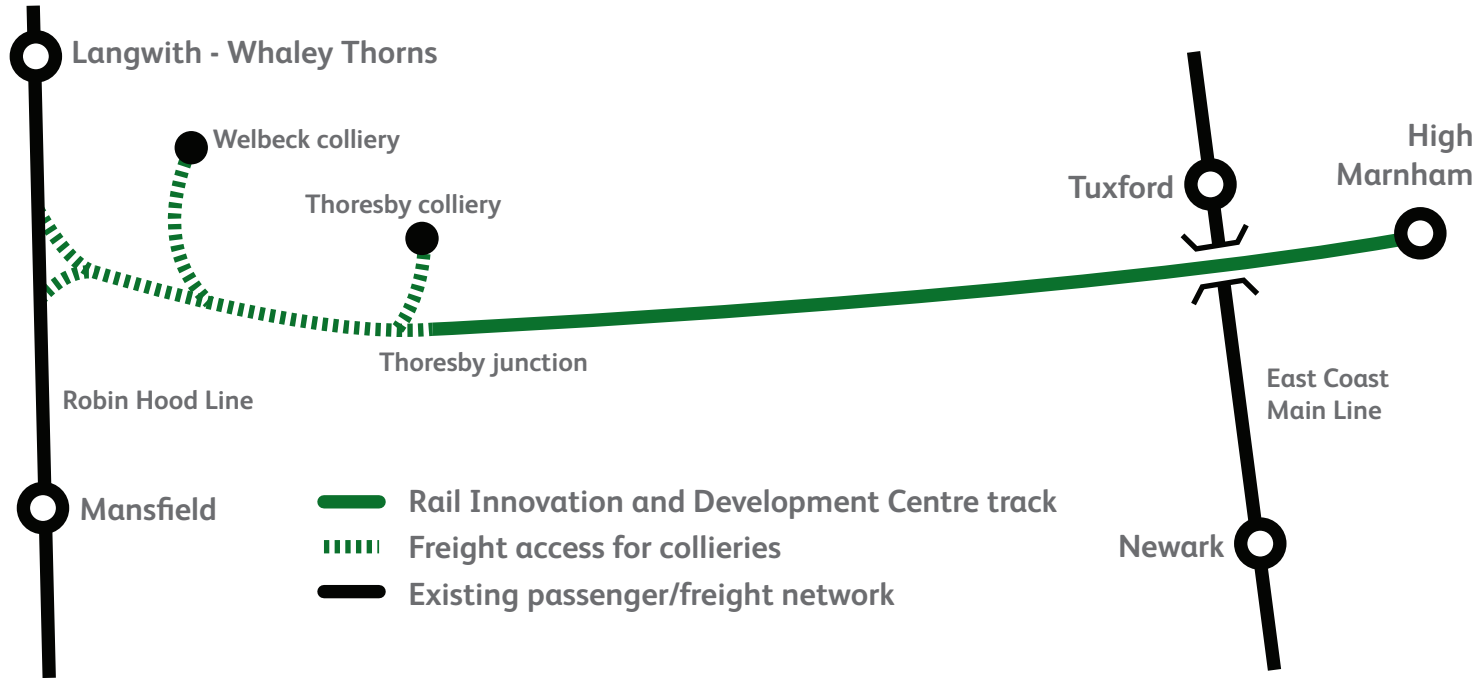 Langwith - Whaley Thorns
Welbeck colliery
Thoresby colliery
High
Marnham
Tuxford
Thoresby junction
Robin Hood Line
East Coast
Main Line
Mansfield
Rail Innovation and Development Centre track
Freight access for collieries
Existing passenger/freight network
Newark